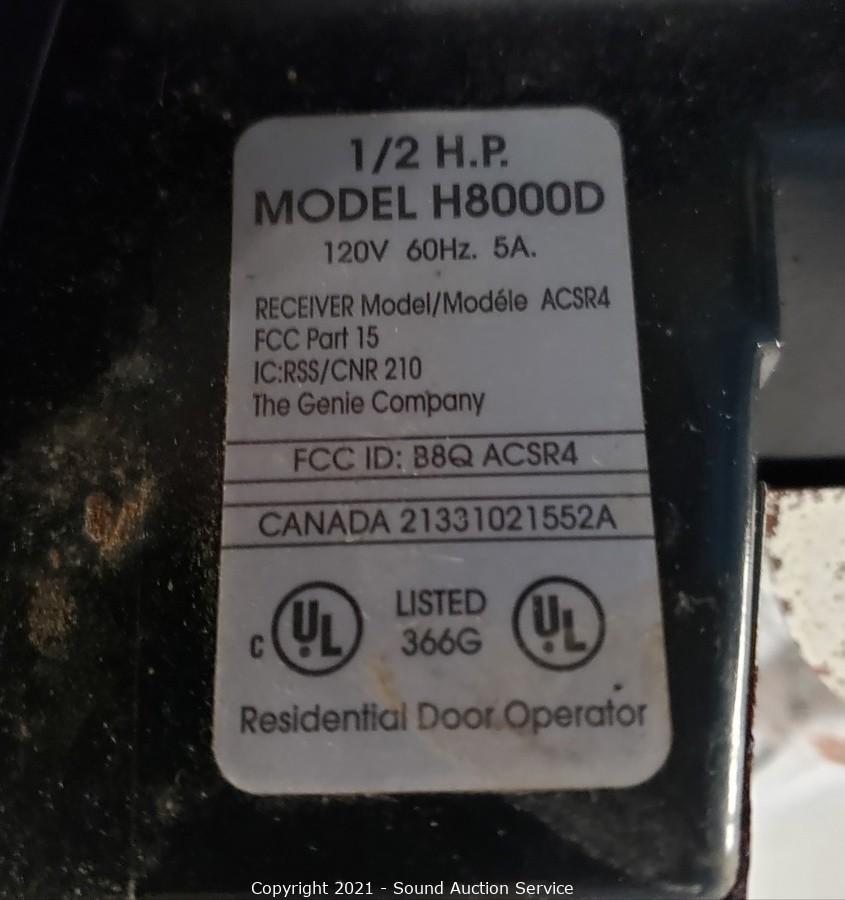 1/2 H.P.
MODEL H8000D
120V 60Hz. 5A.
RECEIVER Model/Modéle ACSR4
FCC Part 15
IC:RSS/CNR 210
The Genie Company
FCC ID: B8Q ACSR4
CANADA 21331021552A
C UL LISTED UL
366G
Residential Door Operator
Copyright 2021 - Sound Auction Service